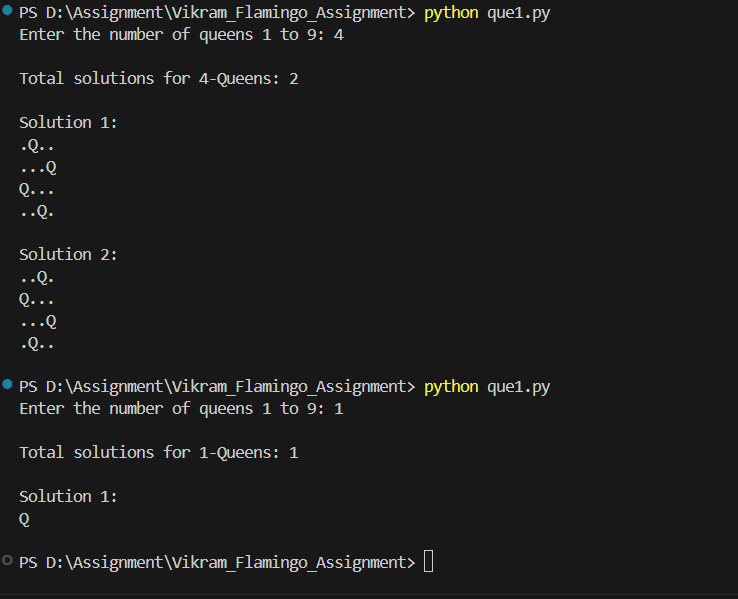 PS D:\Assignment\Vikram_Flamingo_Assignment> python que1.py
Enter the number of queens 1 to 9: 4
Total solutions for 4-Queens: 2
Solution 1:
.Q..
...Q
Q...
..Q.
Solution 2:
..Q.
Q...
...Q
.Q..
PS D:\Assignment\Vikram_Flamingo_Assignment> python que1.py
Enter the number of queens 1 to 9: 1
Total solutions for 1-Queens: 1
Solution 1:
Q
PS D:\Assignment\Vikram_Flamingo_Assignment>